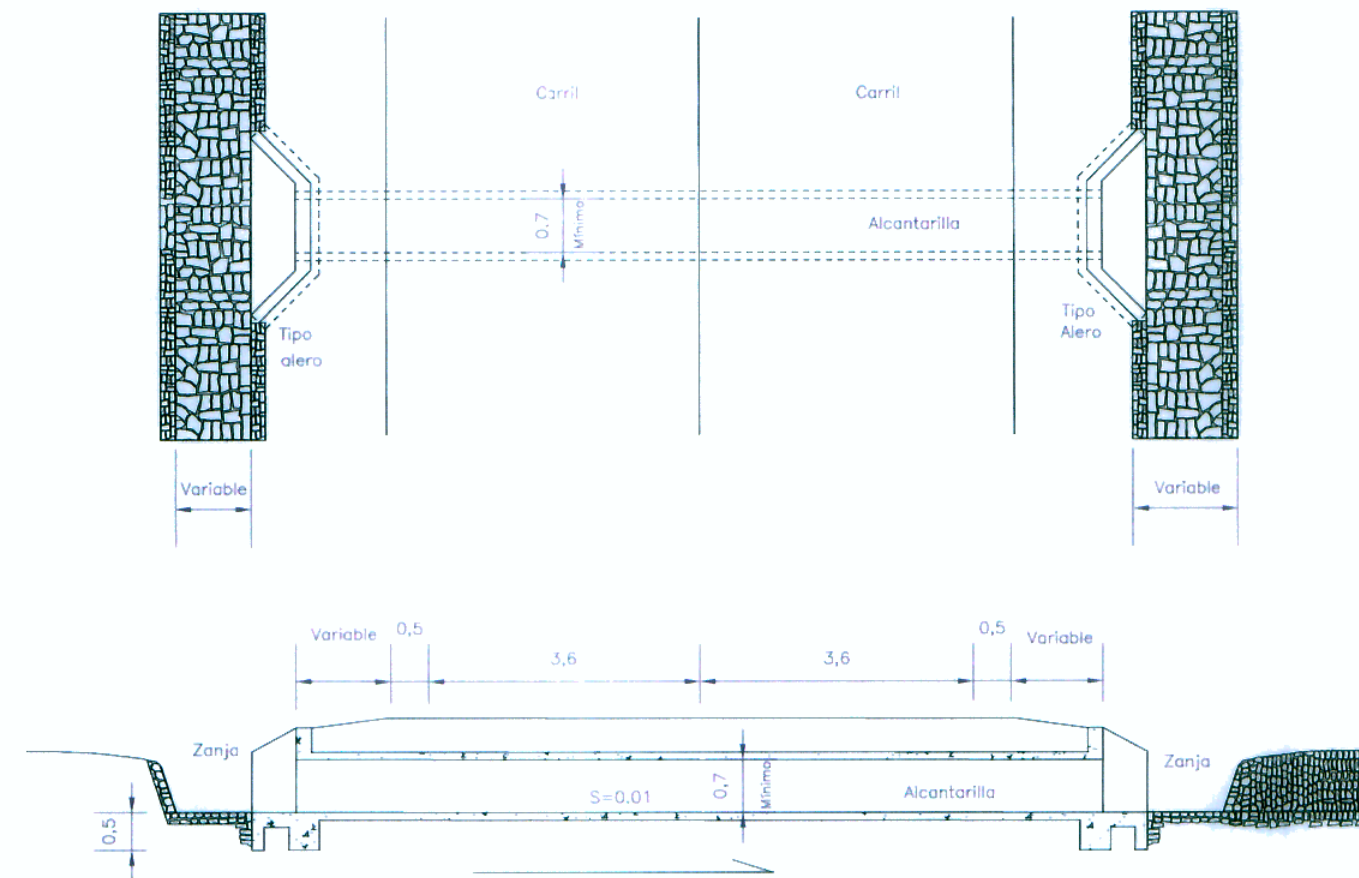 Carril
Carril
0.7
Mínimo
Alcantarilla
Tipo
alero
Tipo
Alero
Variable
Variable
Variable
0,5
3,6
3,6
0,5
Variable
Zanja
0,7
Mínimo
Zanja
S=0.01
Alcantarilla
0,5